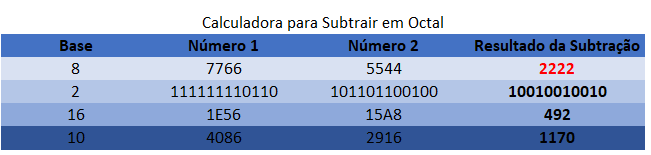 Calculadora para Subtrair em Octal
Base Número 1 Número 2 Resultado da Subtração
8 7766 5544 2222
2 111111110110 101101100100 10010010010
16 1E56 15A8 492
10 4086 2916 1170